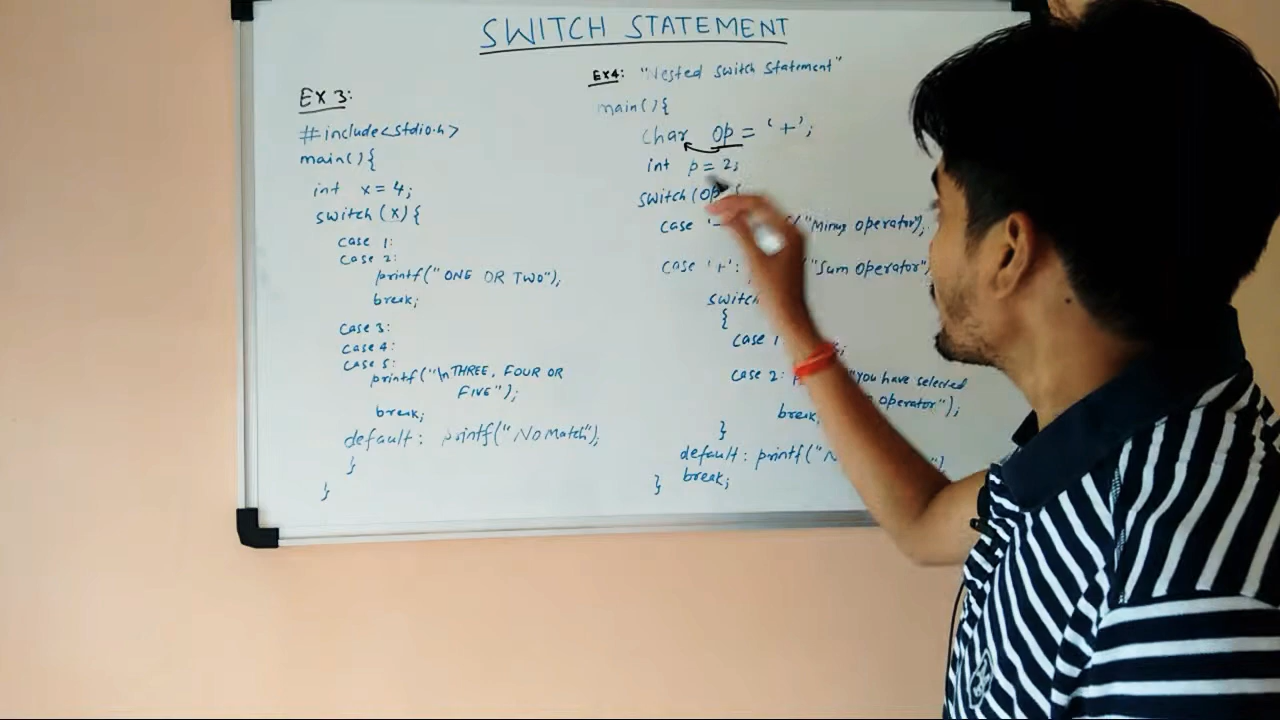 SWITCH STATEMENT
EX 3:
#include<stdio.h>
main(){
int x = 4;
switch (x) {
case 1:
case 2:
printf("ONE OR TWO");
break;
case 3:
case 4:
case 5:
printf("\nTHREE, FOUR OR
FIVE");
break;
default: printf("No Match");
}
}
EX4: "Nested switch statement"
main(){
char op = '+';
int p = 2;
switch(op
case '-
("Minus operator");
case '+':
"Sum operator"
switch
{
case 1
case 2:
"you have selected
operator");
break;
}
default: printf("N
break;
}